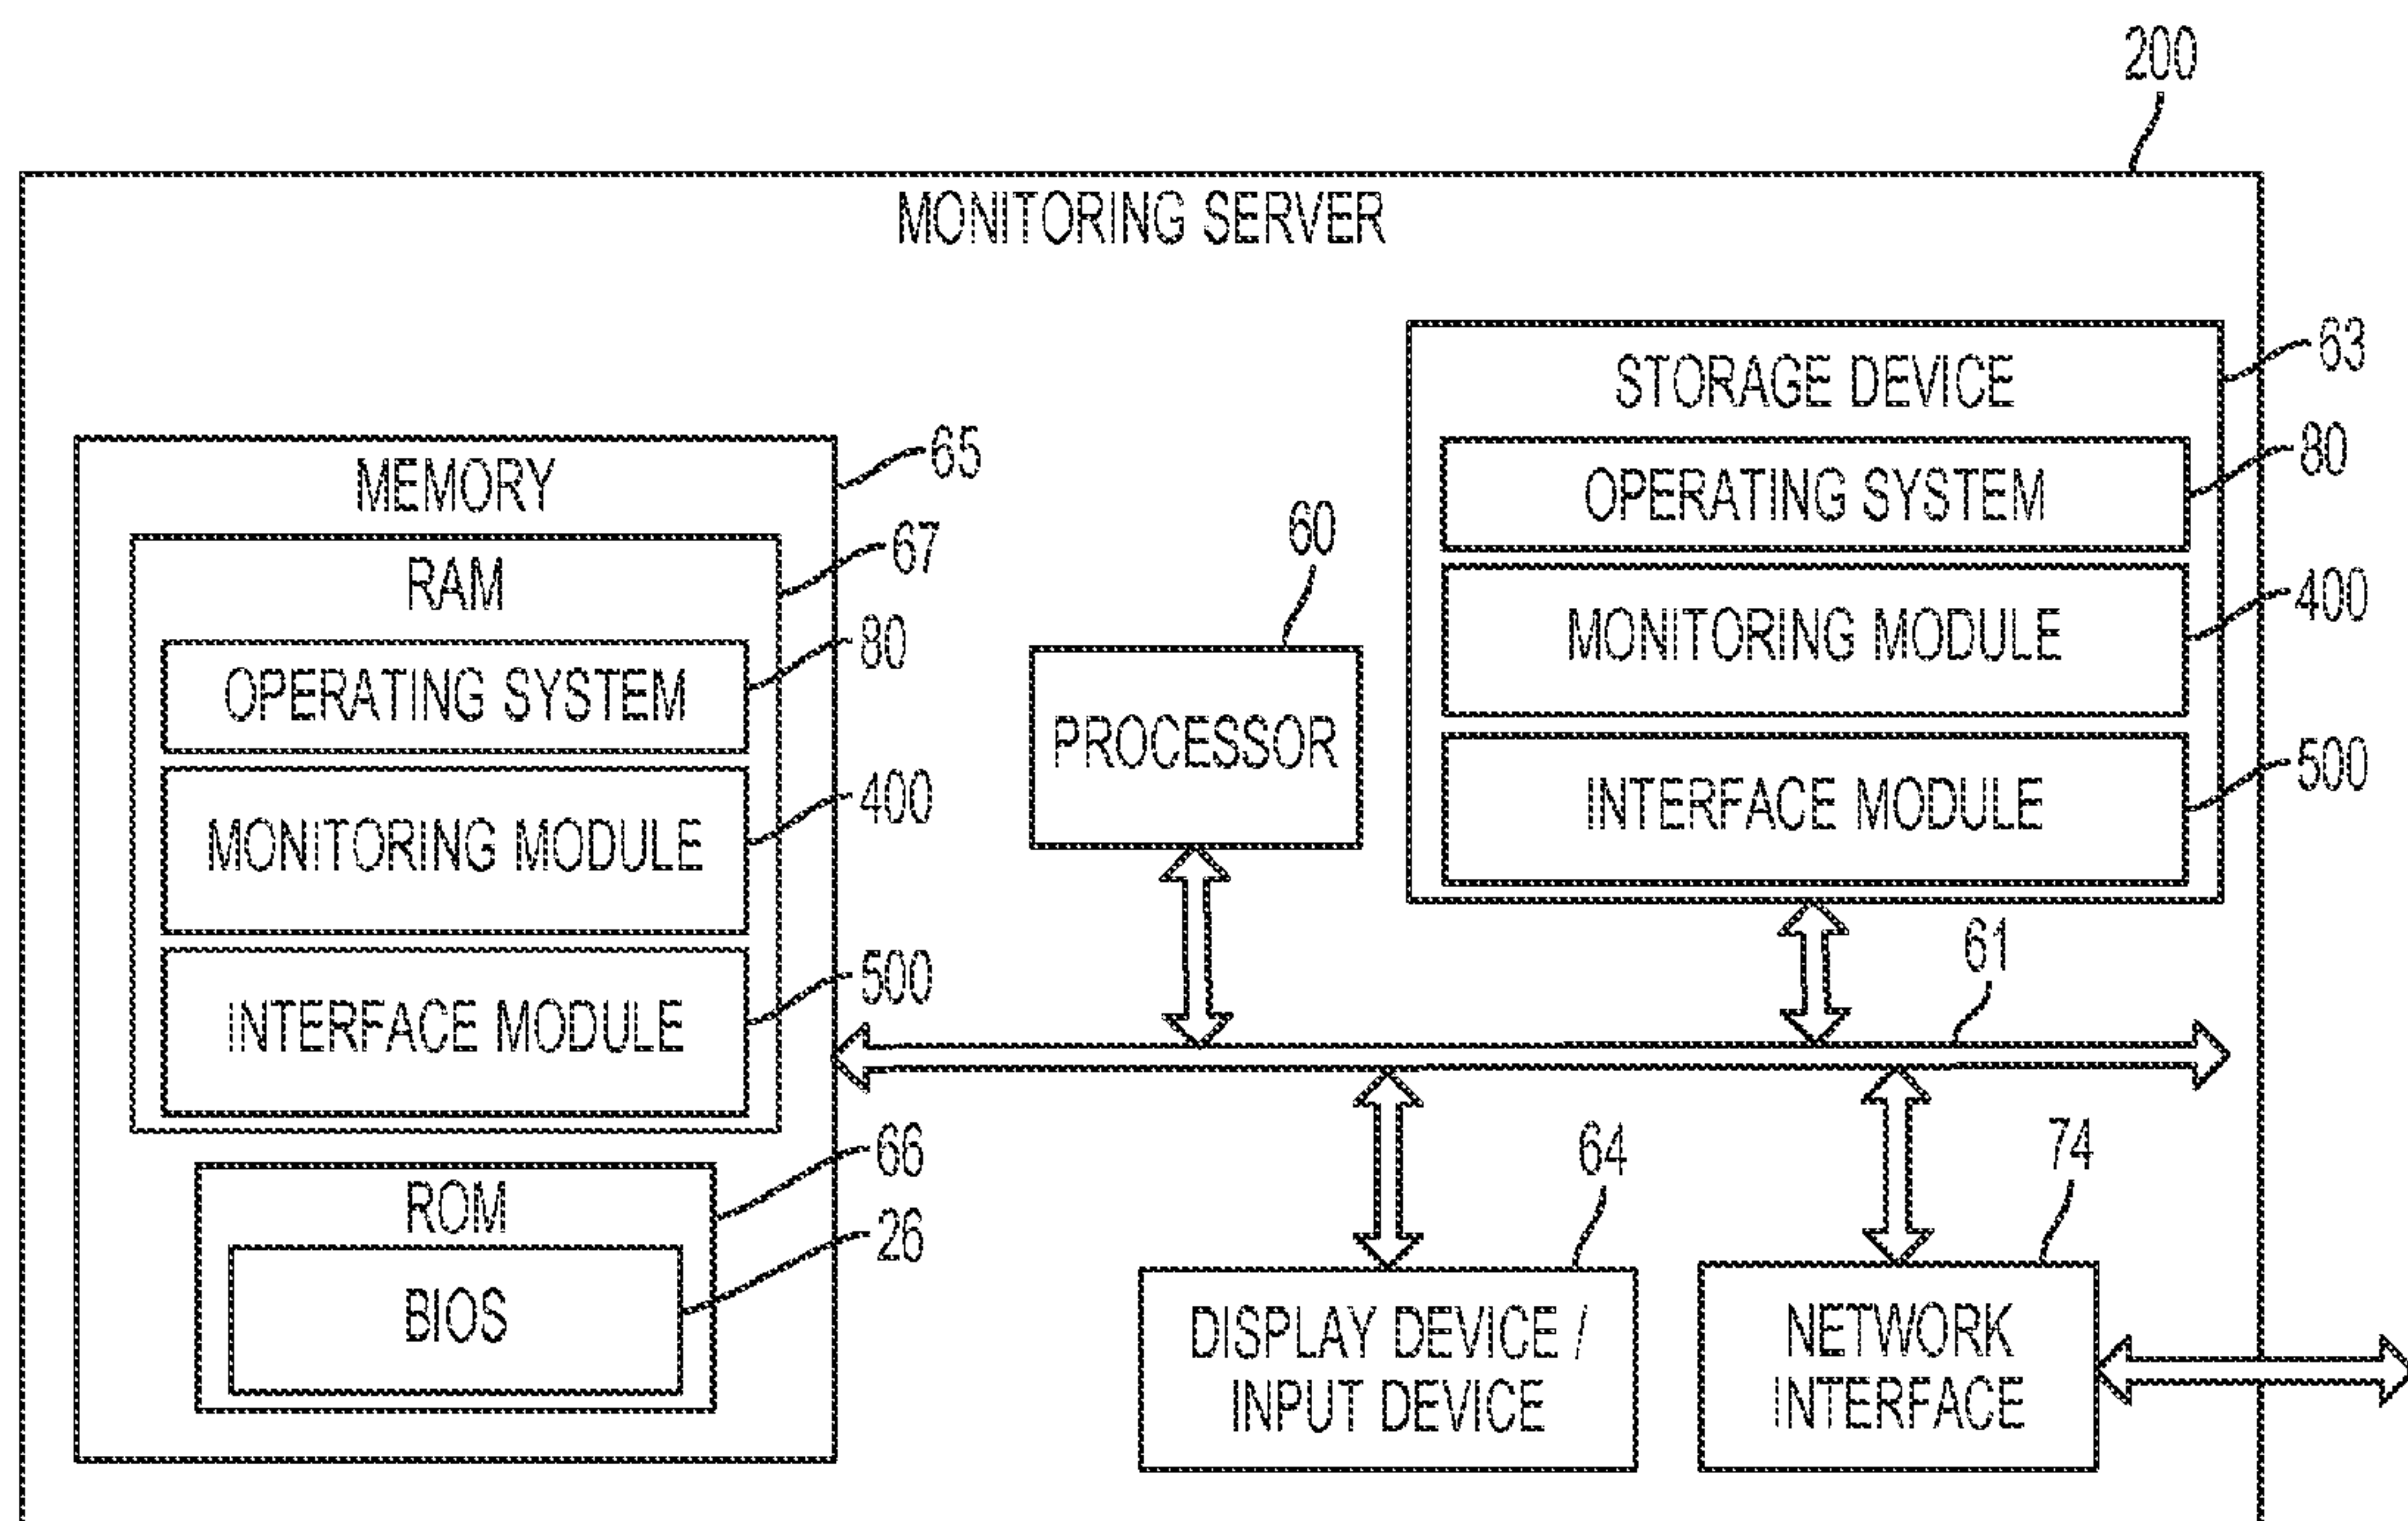 200
MONITORING SERVER
STORAGE DEVICE
63
OPERATING SYSTEM
80
MONITORING MODULE
400
INTERFACE MODULE
500
MEMORY
65
RAM
67
OPERATING SYSTEM
80
MONITORING MODULE
400
INTERFACE MODULE
500
ROM
66
BIOS
26
60
PROCESSOR
61
64
DISPLAY DEVICE /
INPUT DEVICE
74
NETWORK
INTERFACE